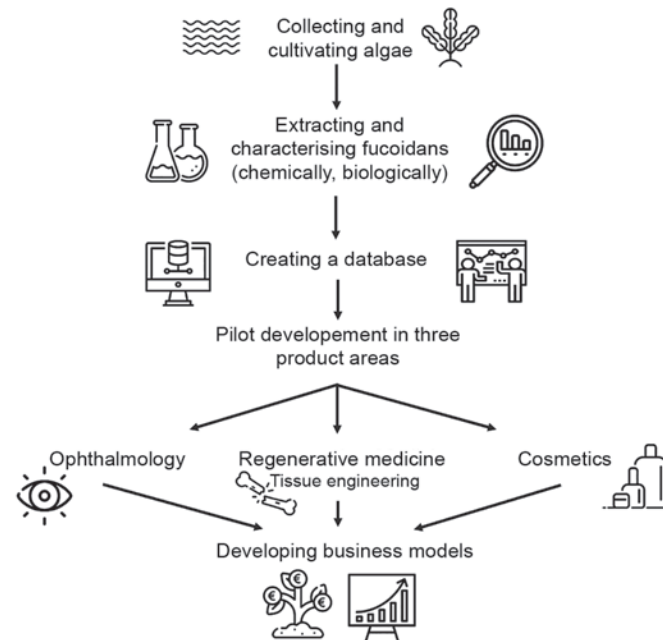 Collecting and
cultivating algae
Extracting and
characterising fucoidans
(chemically, biologically)
Creating a database
Pilot developement in three
product areas
Ophthalmology
Regenerative medicine
Tissue engineering
Cosmetics
Developing business models
€ € €